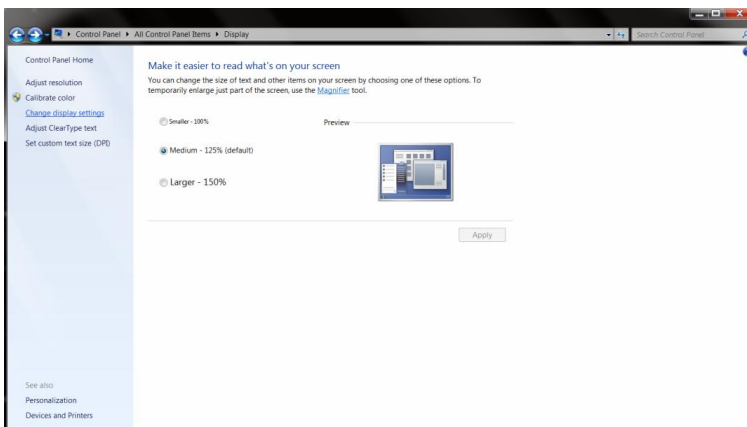 Control Panel ▸ All Control Panel Items ▸ Display
Search Control Panel
Control Panel Home
Adjust resolution
Calibrate color
Change display settings
Adjust ClearType text
Set custom text size (DPI)
See also
Personalization
Devices and Printers
Make it easier to read what's on your screen
You can change the size of text and other items on your screen by choosing one of these options. To
temporarily enlarge just part of the screen, use the Magnifier tool.
Smaller - 100%
Preview
Medium - 125% (default)
Larger - 150%
Apply